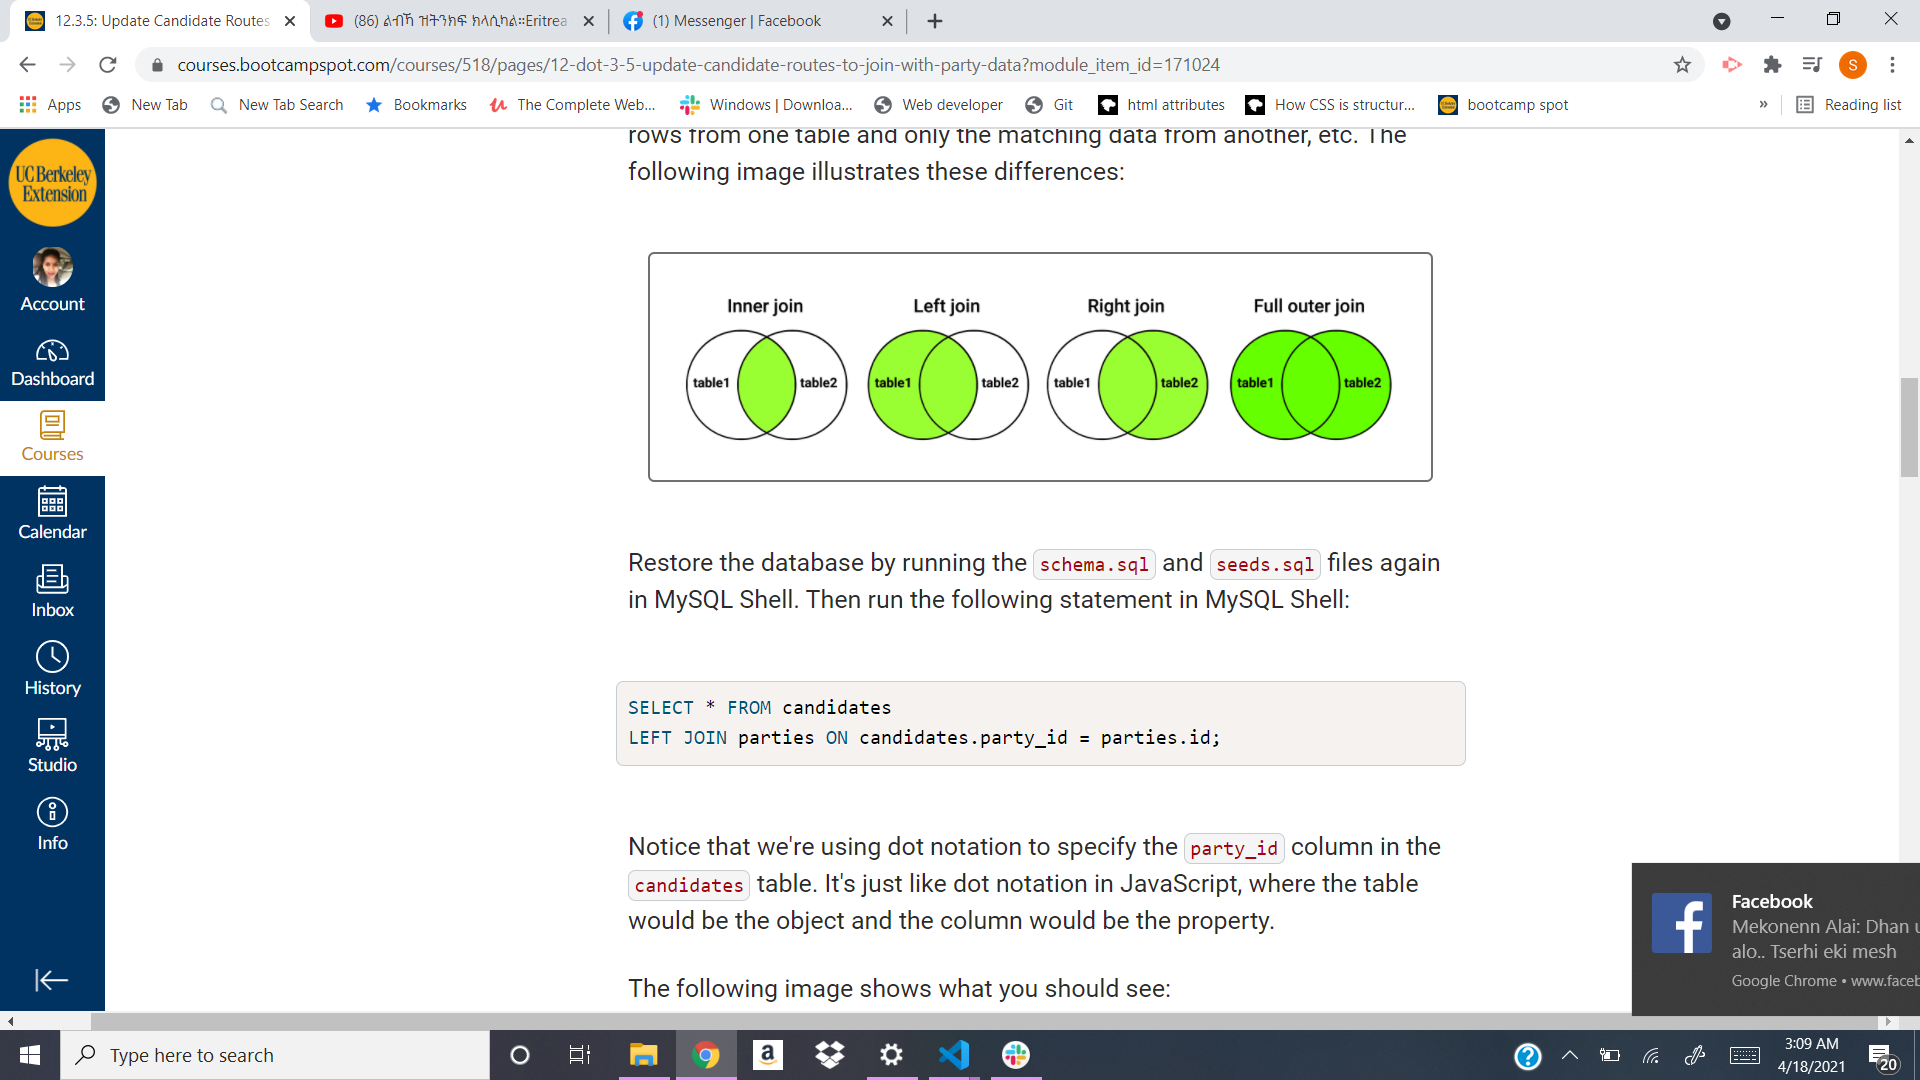 12.3.5: Update Candidate Routes
(86) ልብኻ ዝትንክፍ ክላሲካል።Eritrea
(1) Messenger | Facebook
courses.bootcampspot.com/courses/518/pages/12-dot-3-5-update-candidate-routes-to-join-with-party-data?module_item_id=171024
S
Apps
New Tab
New Tab Search
Bookmarks
The Complete Web...
Windows | Downloa...
Web developer
Git
html attributes
How CSS is structur...
bootcamp spot
»
Reading list
UC Berkeley
Extension
Account
Dashboard
Courses
Calendar
Inbox
History
Studio
Info
rows from one table and only the matching data from another, etc. The
following image illustrates these differences:
Inner join Left join Right join Full outer join
table1 table2 table1 table2 table1 table2 table1 table2
Restore the database by running the schema.sql and seeds.sql files again
in MySQL Shell. Then run the following statement in MySQL Shell:
SELECT * FROM candidates
LEFT JOIN parties ON candidates.party_id = parties.id;
Notice that we're using dot notation to specify the party_id column in the
candidates table. It's just like dot notation in JavaScript, where the table
would be the object and the column would be the property.
The following image shows what you should see:
Facebook
Mekonenn Alai: Dhan u
alo.. Tserhi eki mesh
Google Chrome • www.faceb
Type here to search
3:09 AM
4/18/2021
20